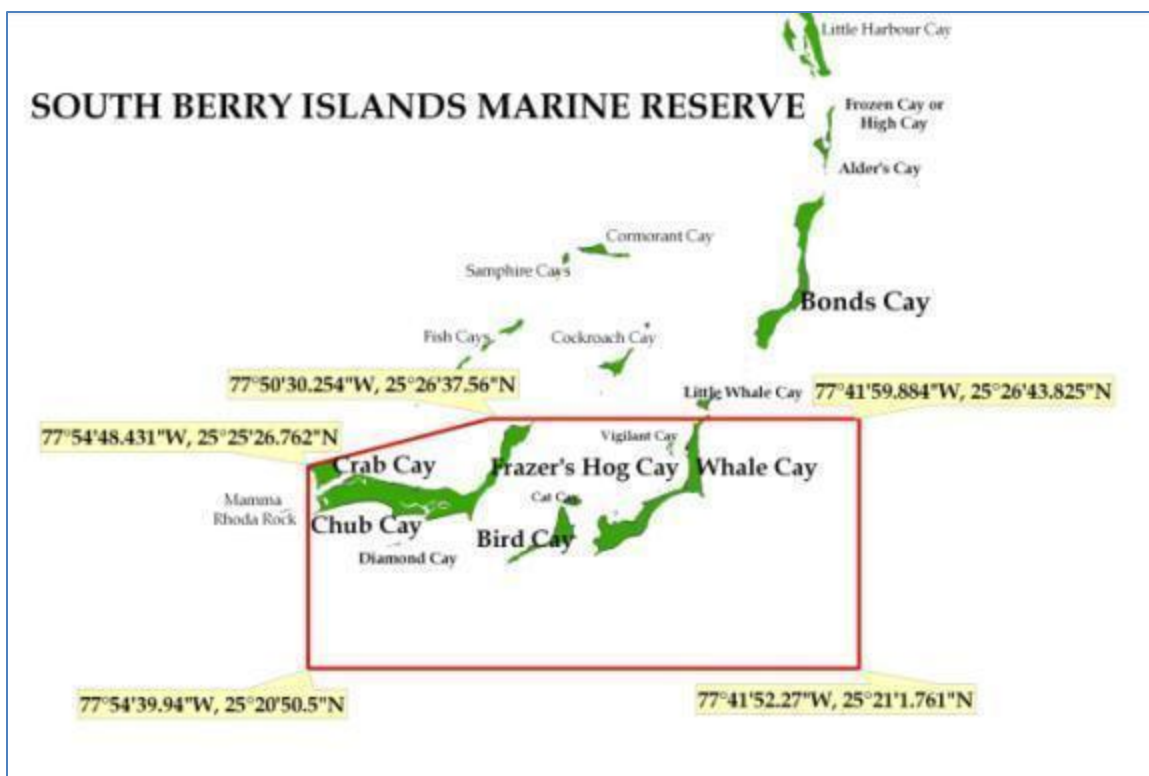 Little Harbour Cay
SOUTH BERRY ISLANDS MARINE RESERVE
Frozen Cay or
High Cay
Alder's Cay
Cormorant Cay
Samphire Cays
Bonds Cay
Fish Cays
Cockroach Cay
77°50'30.254"W, 25°26'37.56"N
Little Whale Cay
77°41'59.884"W, 25°26'43.825"N
77°54'48.431"W, 25°25'26.762"N
Vigilant Cay
Crab Cay
Frazer's Hog Cay
Whale Cay
Mamma
Rhoda Rock
Cat Cay
Chub Cay
Bird Cay
Diamond Cay
77°54'39.94"W, 25°20'50.5"N
77°41'52.27"W, 25°21'1.761"N